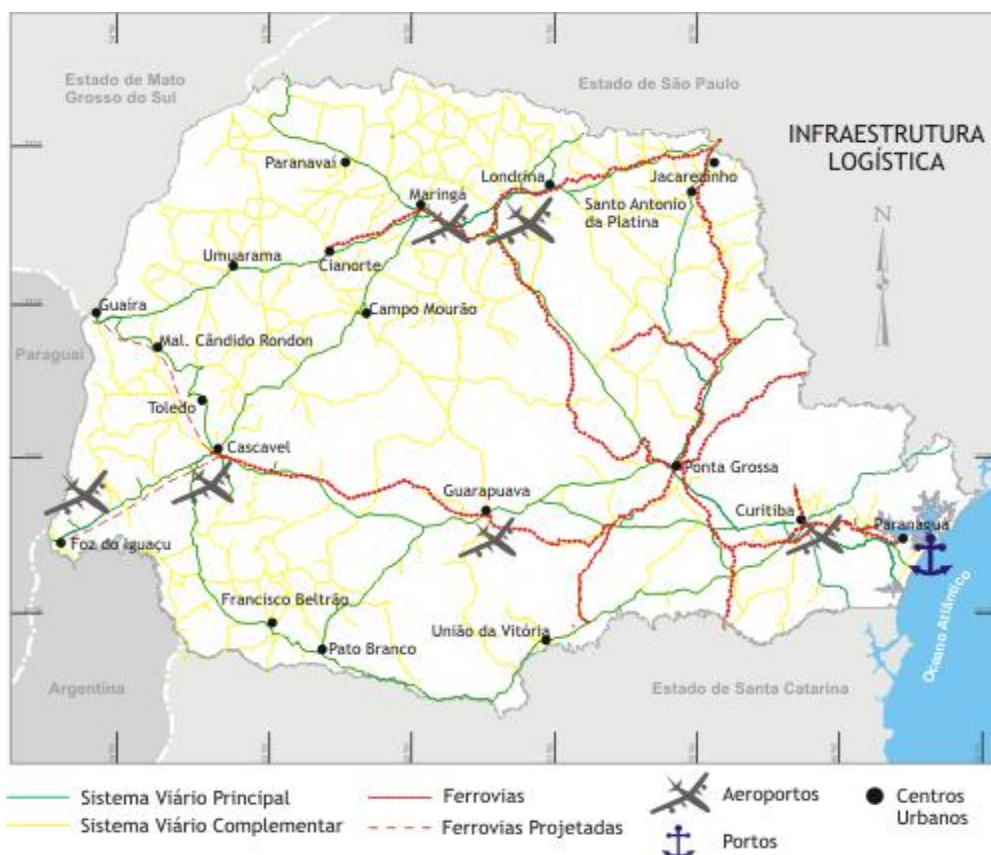 Estado de Mato
Grosso do Sul
Estado de São Paulo
INFRAESTRUTURA
LOGÍSTICA
N
Paranavaí
Londrina
Jacarezinho
Maringá
Santo Antonio
da Platina
Umuarama
Cianorte
Guaíra
Campo Mourão
Mal. Cândido Rondon
Paraguai
Toledo
Cascavel
Ponta Grossa
Guarapuava
Curitiba
Paranaguá
Foz do Iguaçu
Francisco Beltrão
União da Vitória
Pato Branco
Oceano Atlântico
Argentina
Estado de Santa Catarina
Sistema Viário Principal
Sistema Viário Complementar
Ferrovias
Ferrovias Projetadas
Aeroportos
Portos
Centros
Urbanos